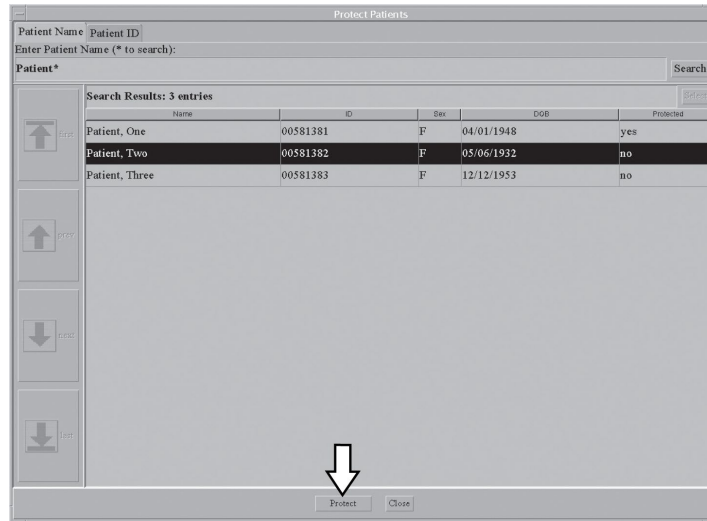 Protect Patients
Patient Name Patient ID
Enter Patient Name (* to search):
Patient* Search
Search Results: 3 entries Select
Name ID Sex DOB Protected
first
Patient, One 00581381 F 04/01/1948 yes
Patient, Two 00581382 F 05/06/1932 no
Patient, Three 00581383 F 12/12/1953 no
prev
next
last
Protect Close